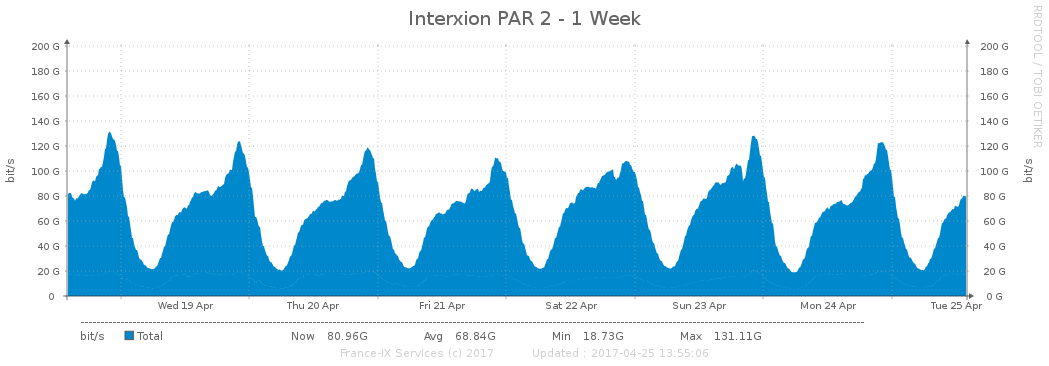 Interxion PAR 2 - 1 Week
RRDTOOL / TOBI OETIKER
200 G 200 G
180 G 180 G
160 G 160 G
140 G 140 G
120 G 120 G
100 G 100 G
80 G 80 G
60 G 60 G
40 G 40 G
20 G 20 G
0 0 G
bit/s
bit/s
Wed 19 Apr Thu 20 Apr Fri 21 Apr Sat 22 Apr Sun 23 Apr Mon 24 Apr Tue 25 Apr
bit/s Total Now 80.96G Avg 68.84G Min 18.73G Max 131.11G
France-IX Services (c) 2017 Updated : 2017-04-25 13:55:06